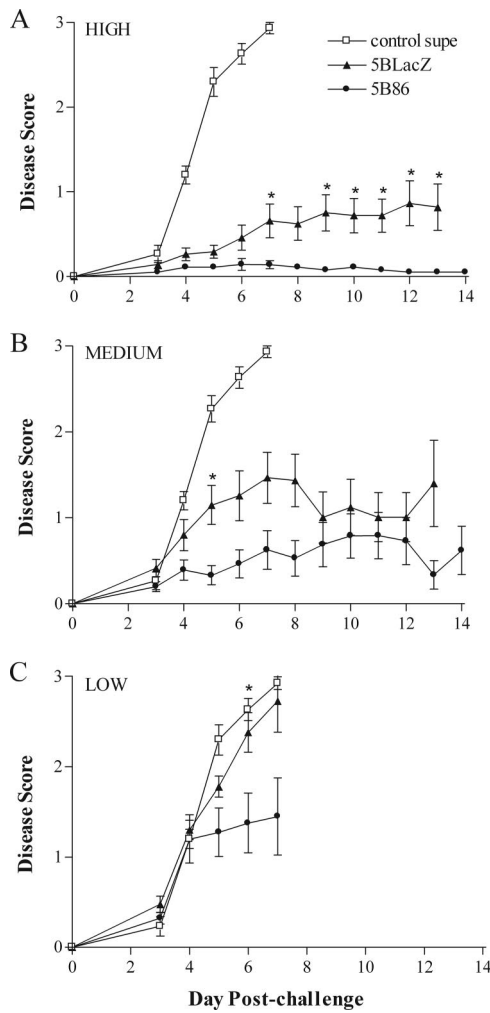 A
HIGH
control supe
5BLacZ
5B86
3
2
1
0
Disease Score
* * * * * *
0 2 4 6 8 10 12 14
B
MEDIUM
3
2
1
0
Disease Score
*
0 2 4 6 8 10 12 14
C
LOW
3
2
1
0
Disease Score
*
0 2 4 6 8 10 12 14
Day Post-challenge